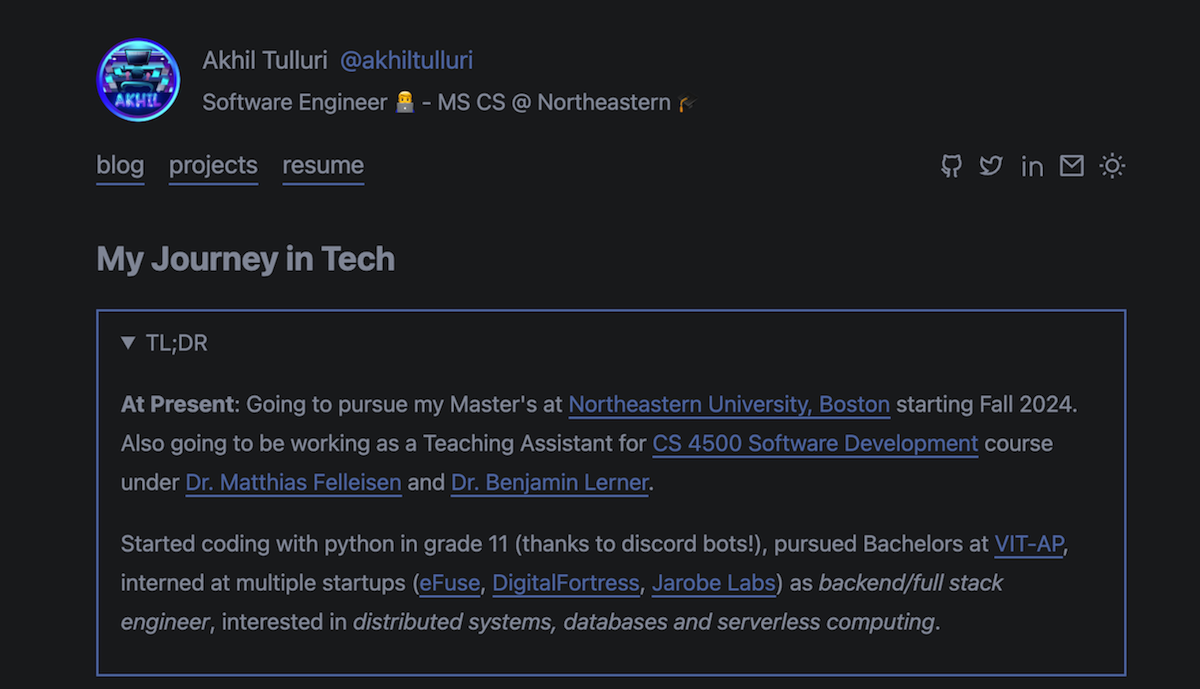 AKHIL
Akhil Tulluri @akhiltulluri
Software Engineer 👨‍💻 - MS CS @ Northeastern 🎓
blog projects resume in
My Journey in Tech
▼ TL;DR
At Present: Going to pursue my Master's at Northeastern University, Boston starting Fall 2024.
Also going to be working as a Teaching Assistant for CS 4500 Software Development course
under Dr. Matthias Felleisen and Dr. Benjamin Lerner.
Started coding with python in grade 11 (thanks to discord bots!), pursued Bachelors at VIT-AP,
interned at multiple startups (eFuse, DigitalFortress, Jarobe Labs) as backend/full stack
engineer, interested in distributed systems, databases and serverless computing.